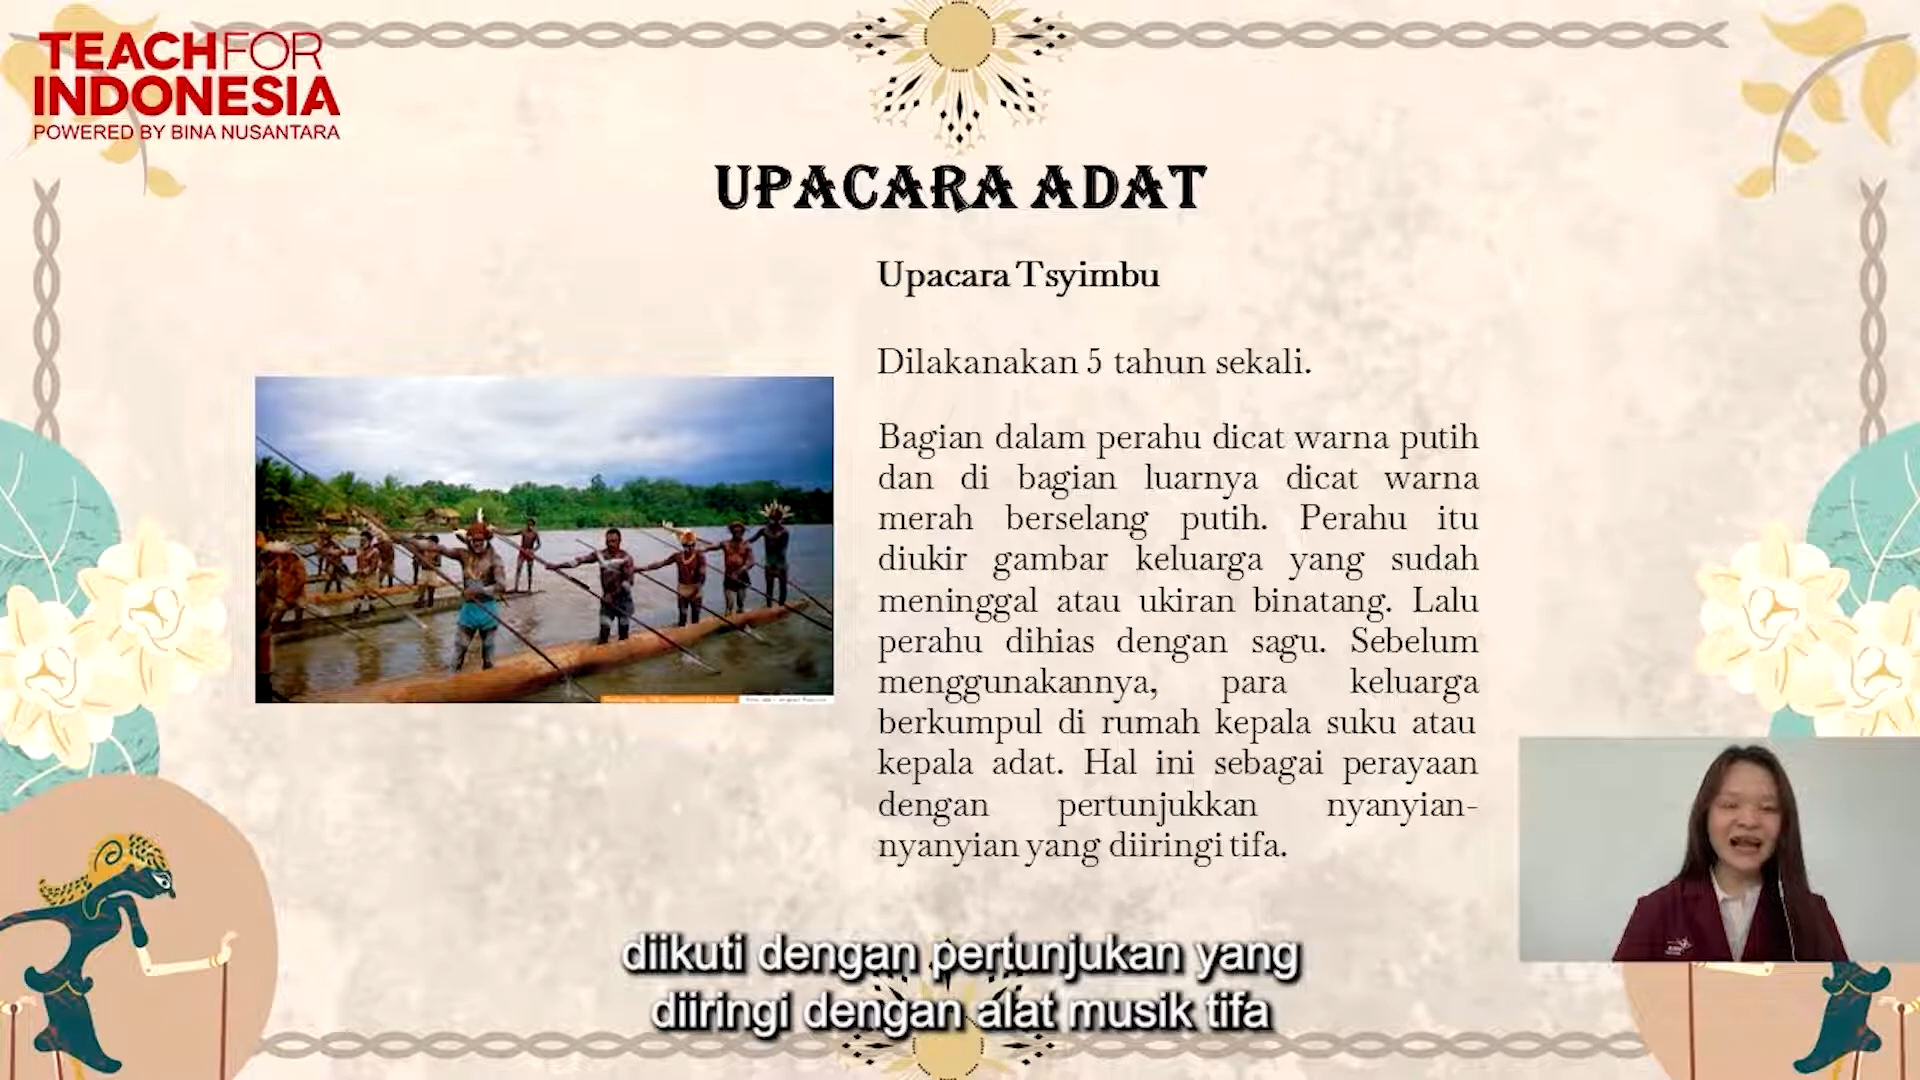 TEACHFOR
INDONESIA
POWERED BY BINA NUSANTARA
UPACARA ADAT
Upacara Tsyimbu
Dilakanakan 5 tahun sekali.
Bagian dalam perahu dicat warna putih
dan di bagian luarnya dicat warna
merah berselang putih. Perahu itu
diukir gambar keluarga yang sudah
meninggal atau ukiran binatang. Lalu
perahu dihias dengan sagu. Sebelum
menggunakannya, para keluarga
berkumpul di rumah kepala suku atau
kepala adat. Hal ini sebagai perayaan
dengan pertunjukkan nyanyian-
nyanyian yang diiringi tifa.
diikuti dengan pertunjukan yang
diiringi dengan alat musik tifa